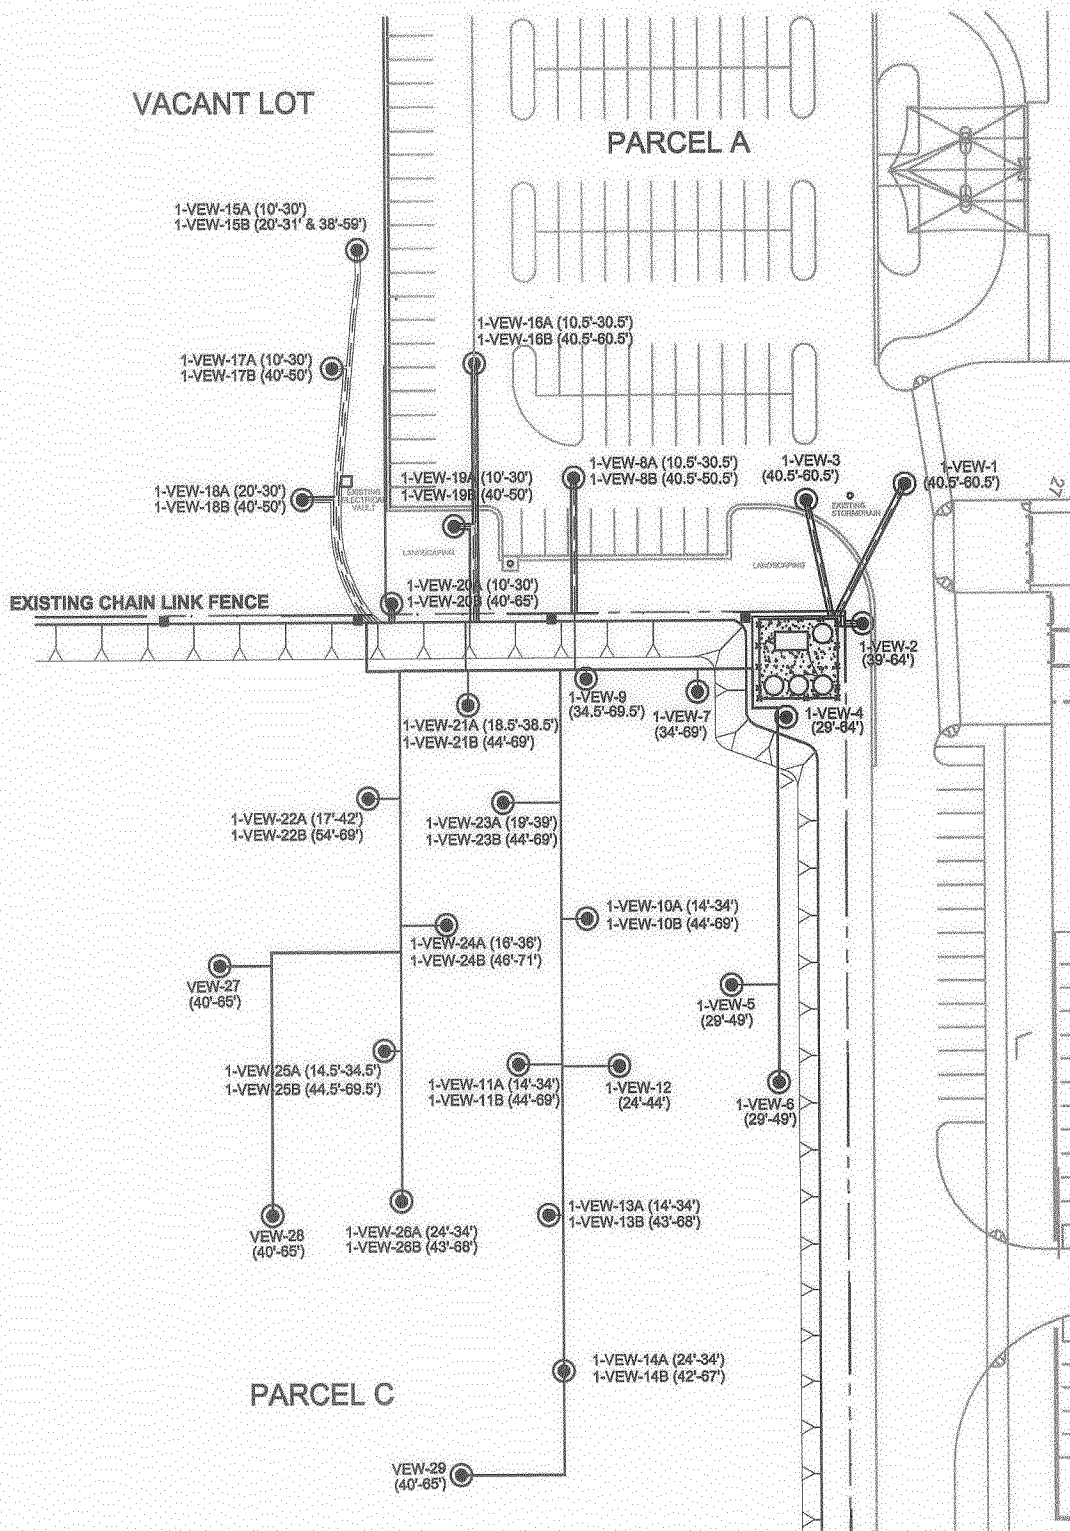 VACANT LOT
PARCEL A
1-VEW-15A (10'-30')
1-VEW-15B (20'-31' & 38'-59')
1-VEW-16A (10.5'-30.5')
1-VEW-16B (40.5'-60.5')
1-VEW-17A (10'-30')
1-VEW-17B (40'-50')
1-VEW-18A (20'-30')
1-VEW-18B (40'-50')
EXISTING
ELECTRICAL
VAULT
1-VEW-19A (10'-30')
1-VEW-19B (40'-50')
1-VEW-8A (10.5'-30.5')
1-VEW-8B (40.5'-50.5')
1-VEW-3
(40.5'-60.5')
1-VEW-1
(40.5'-60.5')
27
EXISTING
STORMDRAIN
LANDSCAPING
LANDSCAPING
1-VEW-20A (10'-30')
1-VEW-20B (40'-65')
EXISTING CHAIN LINK FENCE
1-VEW-2
(39'-64')
1-VEW-9
(34.5'-69.5')
1-VEW-7
(34'-69')
1-VEW-4
(29'-64')
1-VEW-21A (18.5'-38.5')
1-VEW-21B (44'-69')
1-VEW-22A (17'-42')
1-VEW-22B (54'-69')
1-VEW-23A (19'-39')
1-VEW-23B (44'-69')
1-VEW-10A (14'-34')
1-VEW-10B (44'-69')
1-VEW-24A (16'-36')
1-VEW-24B (46'-71')
VEW-27
(40'-65')
1-VEW-5
(29'-49')
1-VEW-25A (14.5'-34.5')
1-VEW-25B (44.5'-69.5')
1-VEW-11A (14'-34')
1-VEW-11B (44'-69')
1-VEW-12
(24'-44')
1-VEW-6
(29'-49')
VEW-28
(40'-65')
1-VEW-26A (24'-34')
1-VEW-26B (43'-68')
1-VEW-13A (14'-34')
1-VEW-13B (43'-68')
1-VEW-14A (24'-34')
1-VEW-14B (42'-67')
PARCEL C
VEW-29
(40'-65')